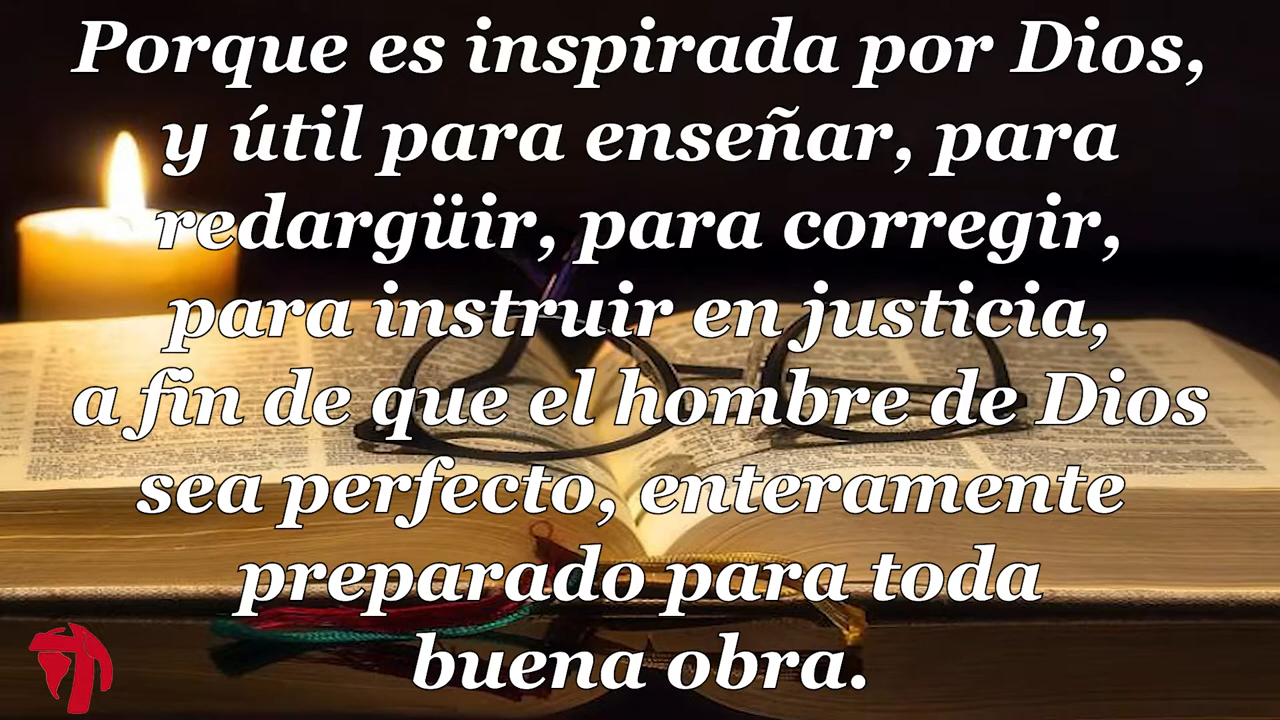 Porque es inspirada por Dios,
y útil para enseñar, para
redargüir, para corregir,
para instruir en justicia,
a fin de que el hombre de Dios
sea perfecto, enteramente
preparado para toda
buena obra.